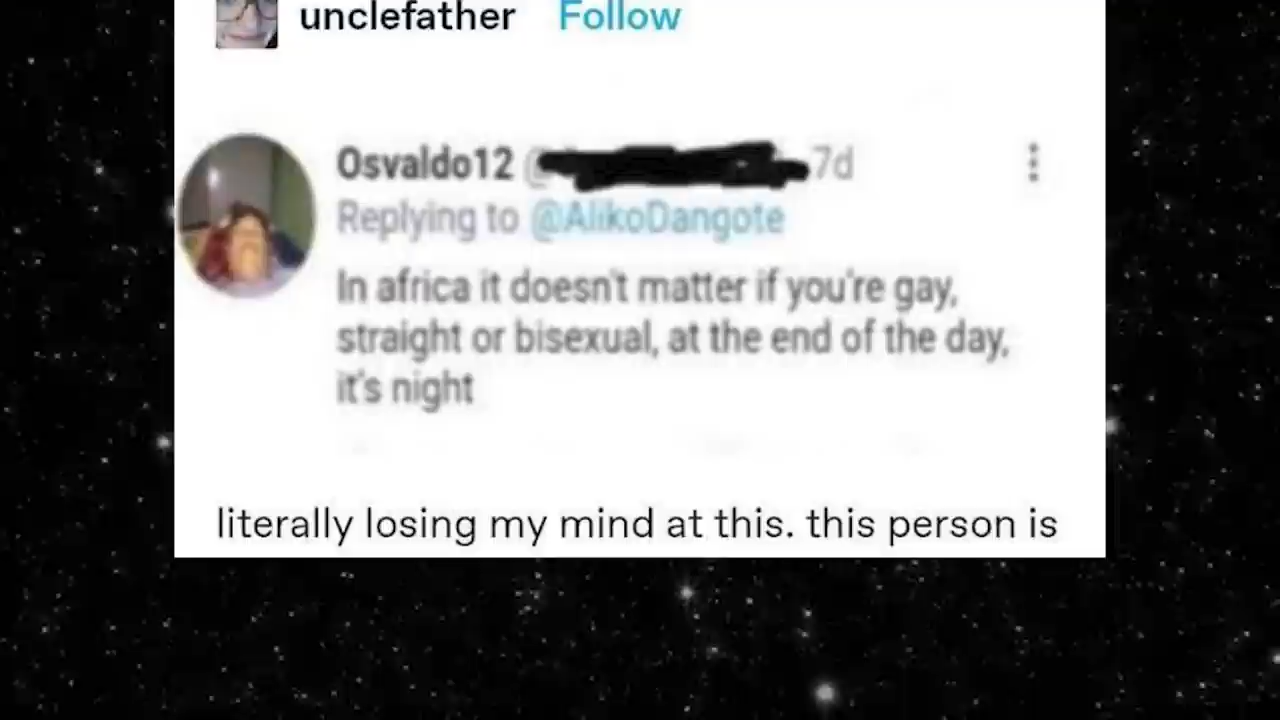 unclefather Follow
Osvaldo12 @ 7d
Replying to @AlikoDangote
In africa it doesn't matter if you're gay,
straight or bisexual, at the end of the day,
it's night
literally losing my mind at this. this person is